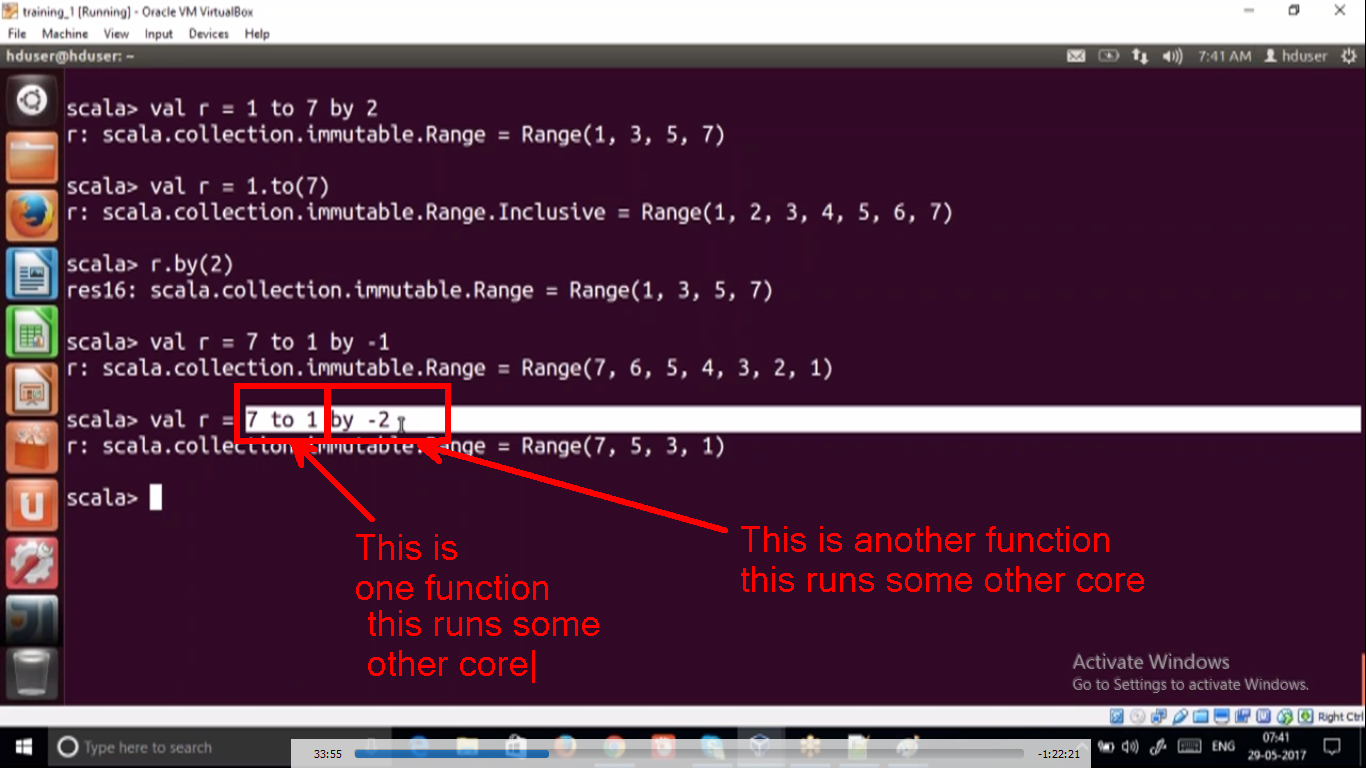 training_1 [Running] - Oracle VM VirtualBox
File Machine View Input Devices Help
hduser@hduser: ~ 7:41 AM hduser
scala> val r = 1 to 7 by 2
r: scala.collection.immutable.Range = Range(1, 3, 5, 7)
scala> val r = 1.to(7)
r: scala.collection.immutable.Range.Inclusive = Range(1, 2, 3, 4, 5, 6, 7)
scala> r.by(2)
res16: scala.collection.immutable.Range = Range(1, 3, 5, 7)
scala> val r = 7 to 1 by -1
r: scala.collection.immutable.Range = Range(7, 6, 5, 4, 3, 2, 1)
scala> val r = 7 to 1 by -2
r: scala.collection.immutable.Range = Range(7, 5, 3, 1)
scala>
This is
one function
this runs some
other core
This is another function
this runs some other core
Activate Windows
Go to Settings to activate Windows.
Right Ctrl
Type here to search
33:55
-1:22:21
ENG
07:41
29-05-2017